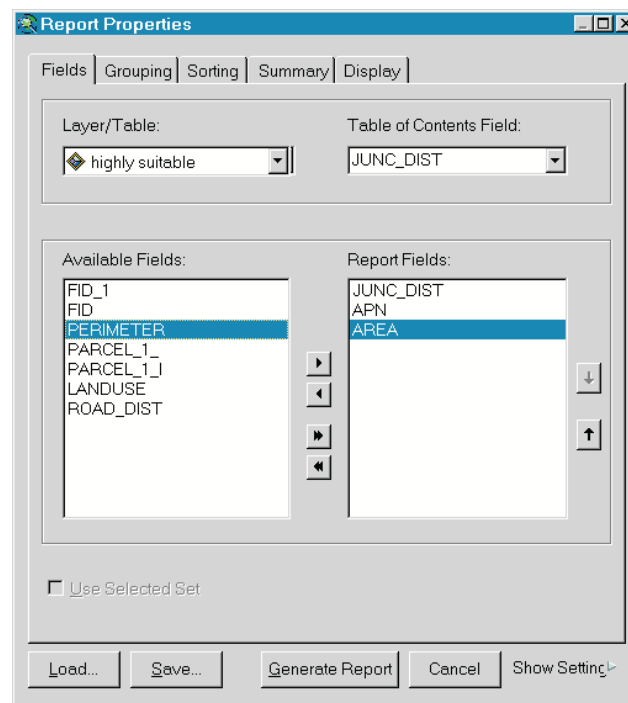 Report Properties
Fields Grouping Sorting Summary Display
Layer/Table: Table of Contents Field:
highly suitable JUNC_DIST
Available Fields: Report Fields:
FID_1 JUNC_DIST
FID APN
PERIMETER AREA
PARCEL_1_
PARCEL_1_I
LANDUSE
ROAD_DIST
Use Selected Set
Load... Save... Generate Report Cancel Show Setting